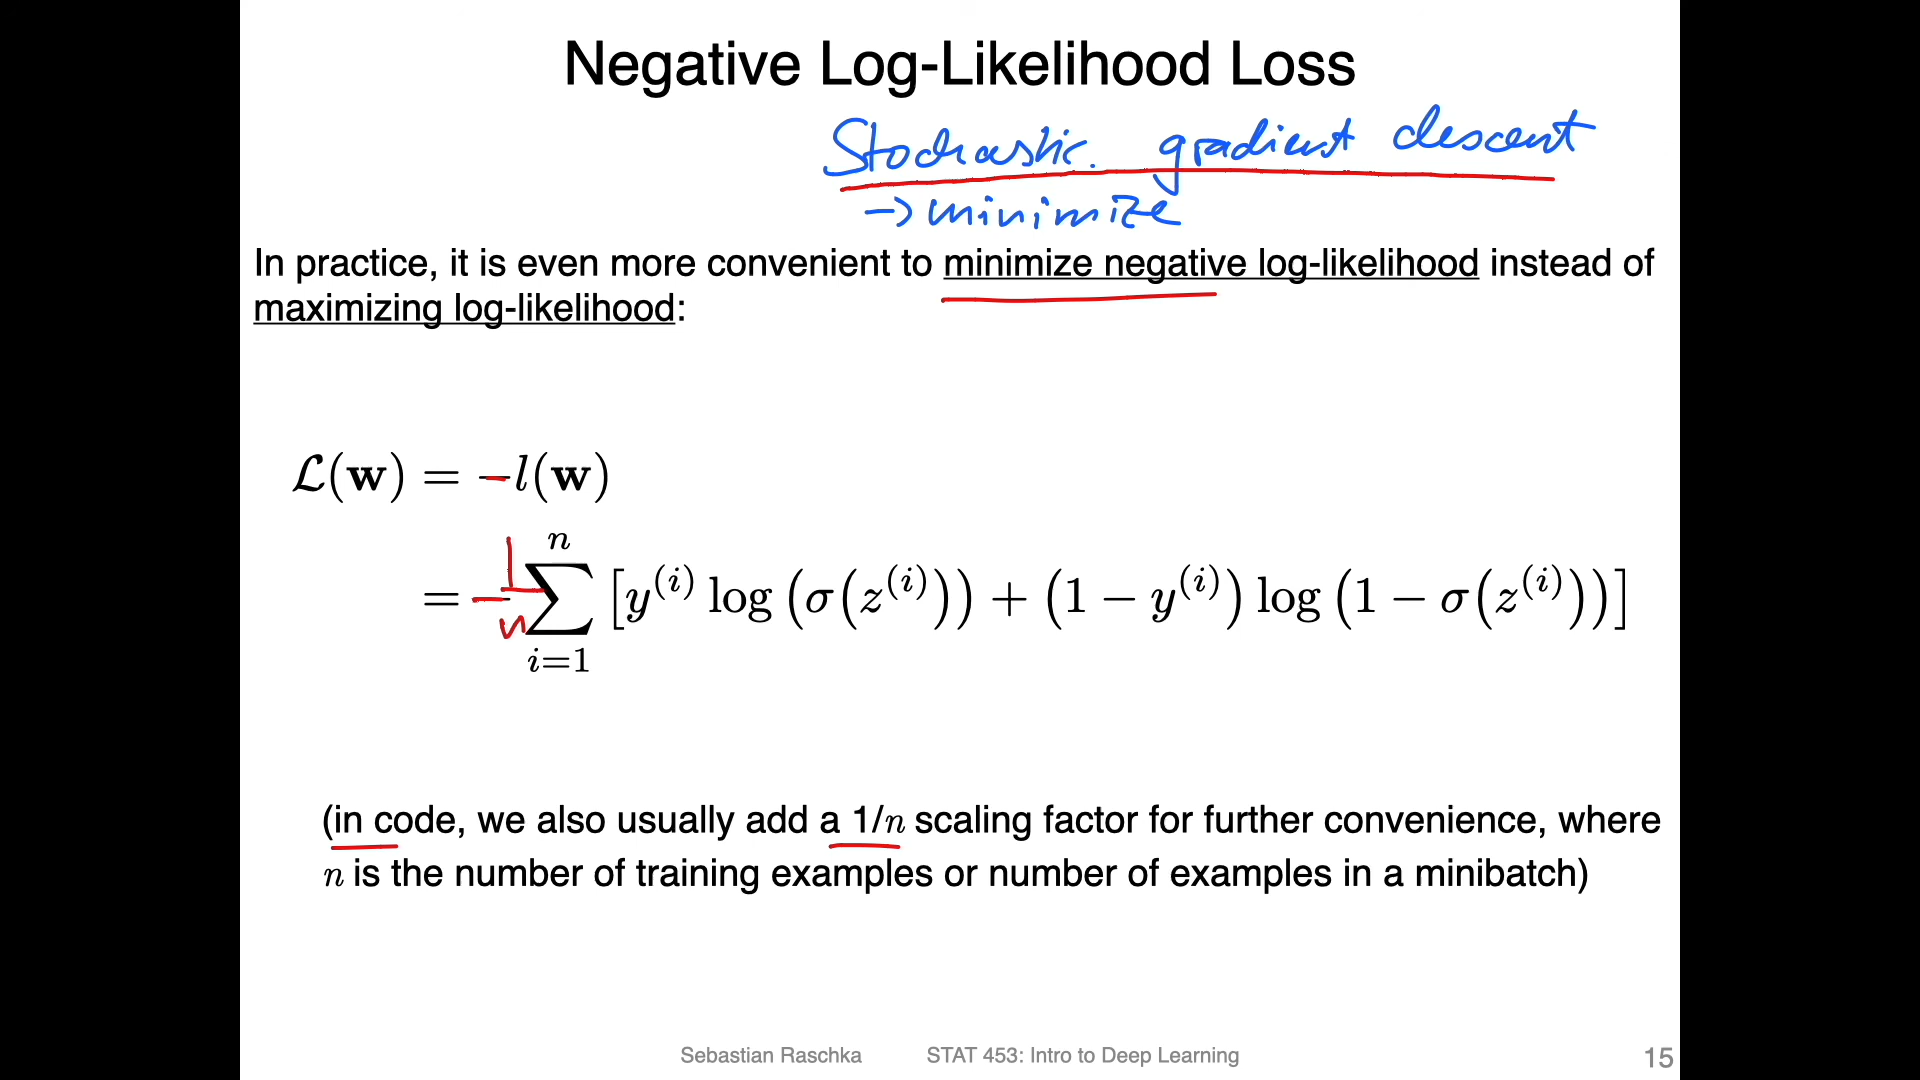 Negative Log-Likelihood Loss
Stochastic gradient descent
→ minimize
In practice, it is even more convenient to minimize negative log-likelihood instead of
maximizing log-likelihood:
ℒ(w) = −l(w)
= − 1/n ∑_{i=1}^{n} [y^{(i)} log (σ(z^{(i)})) + (1 − y^{(i)}) log (1 − σ(z^{(i)}))]
(in code, we also usually add a 1/n scaling factor for further convenience, where
n is the number of training examples or number of examples in a minibatch)
Sebastian Raschka STAT 453: Intro to Deep Learning 15